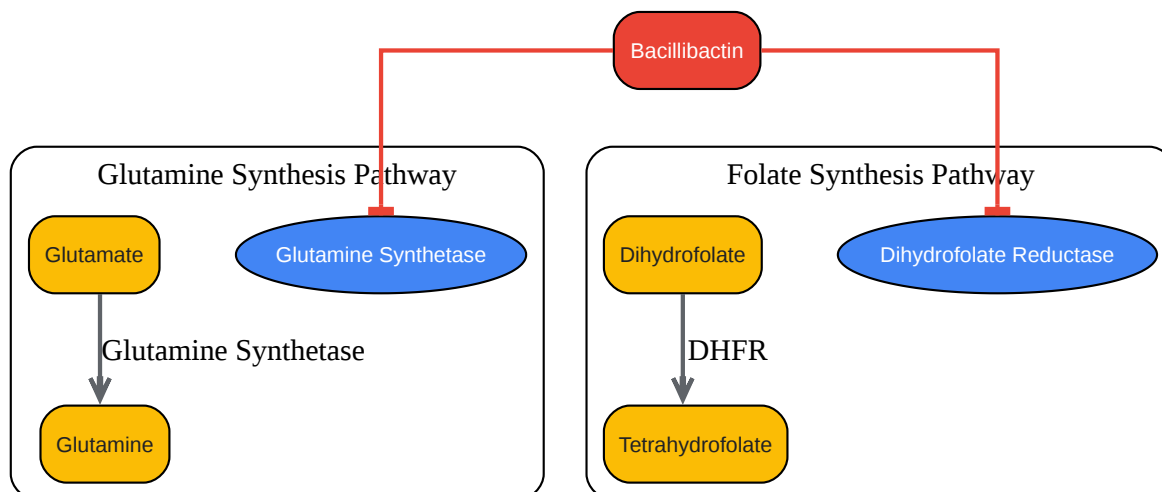 Bacillibactin
Glutamine Synthesis Pathway
Glutamate
Glutamine Synthetase
Glutamine Synthetase
Glutamine
Folate Synthesis Pathway
Dihydrofolate
Dihydrofolate Reductase
DHFR
Tetrahydrofolate